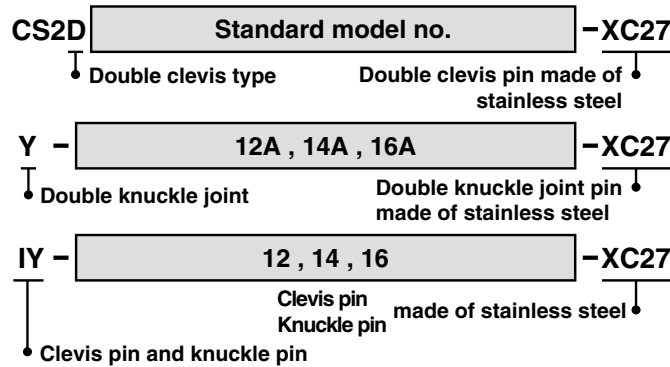 CS2D Standard model no. –XC27
Double clevis type
Double clevis pin made of
stainless steel
Y – 12A , 14A , 16A –XC27
Double knuckle joint
Double knuckle joint pin
made of stainless steel
IY – 12 , 14 , 16 –XC27
Clevis pin
Knuckle pin
made of stainless steel
Clevis pin and knuckle pin